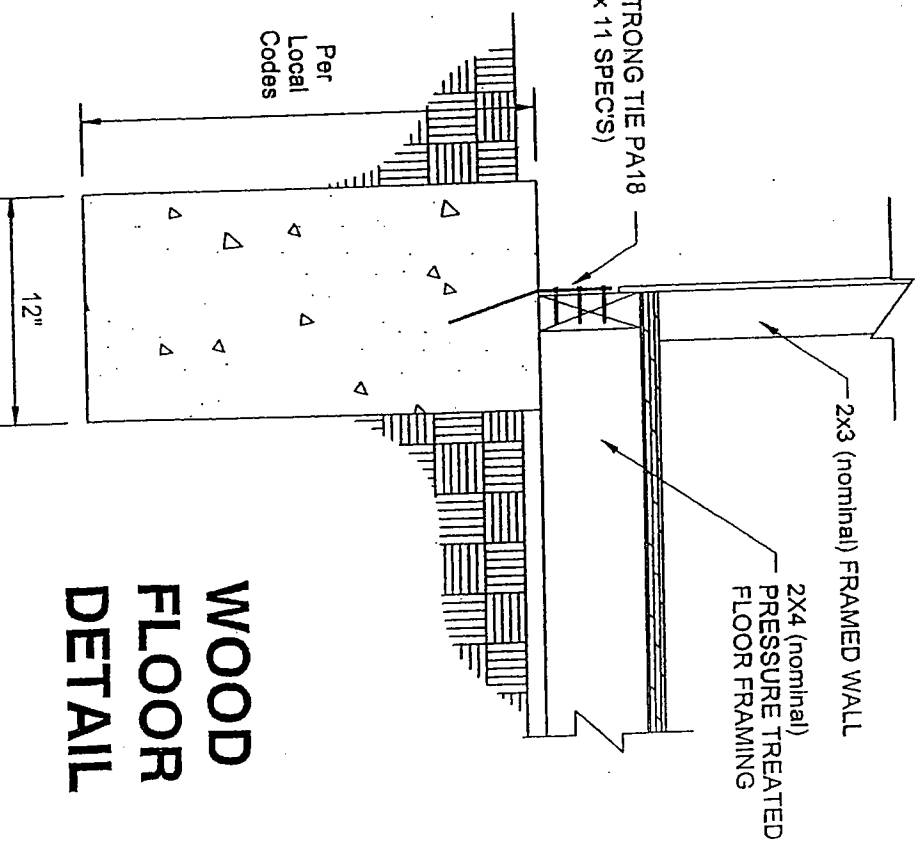 TRONG TIE PA18
x 11 SPEC'S)
2x3 (nominal) FRAMED WALL
2X4 (nominal)
PRESSURE TREATED
FLOOR FRAMING
Per
Local
Codes
12"
WOOD
FLOOR
DETAIL